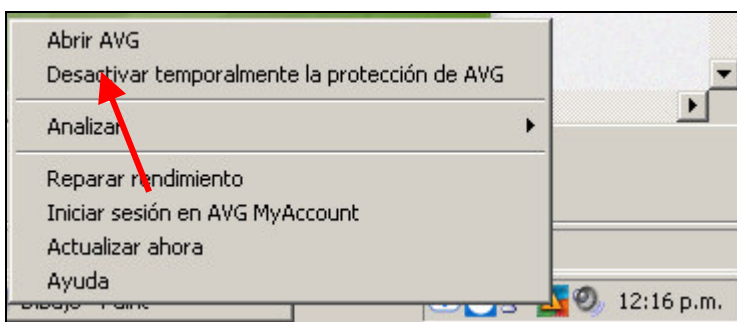 Abrir AVG
Desactivar temporalmente la protección de AVG
Analizar
Reparar rendimiento
Iniciar sesión en AVG MyAccount
Actualizar ahora
Ayuda
Dibujo - Paint
12:16 p.m.